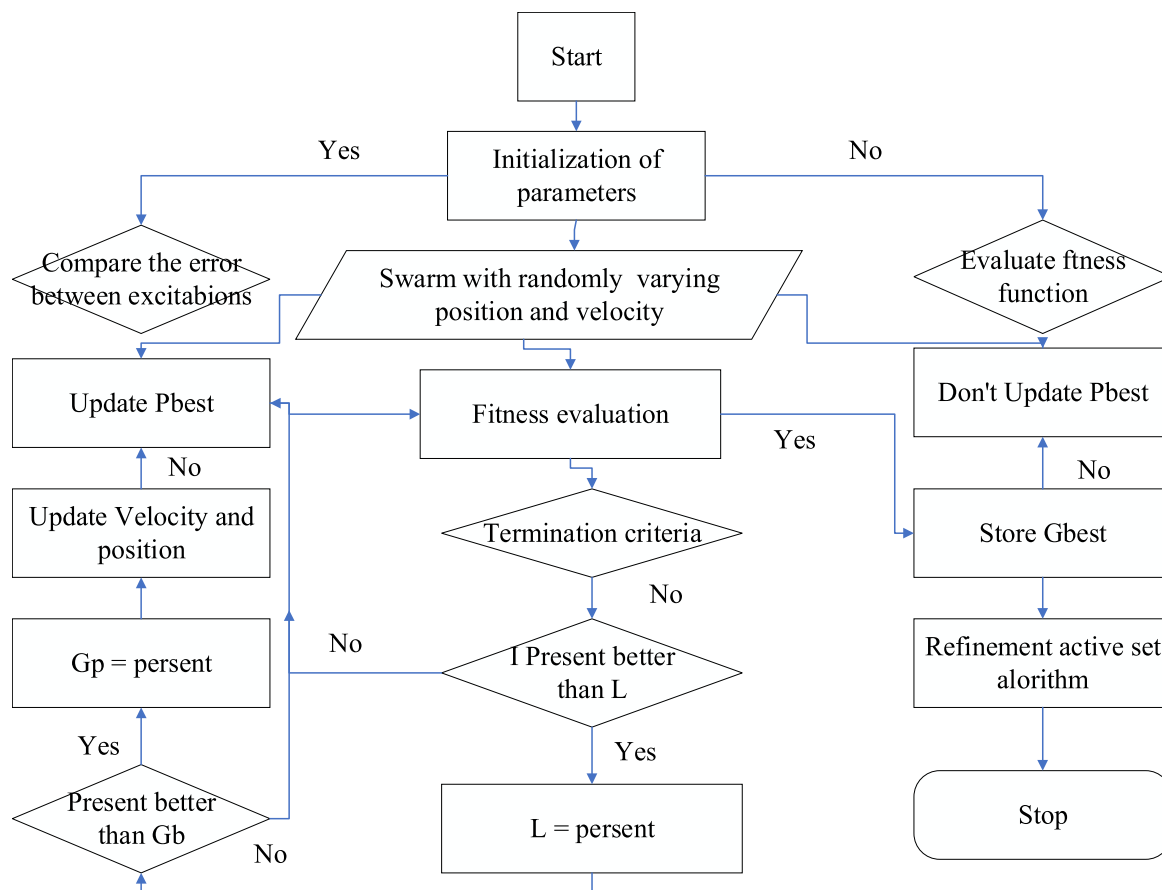 Start
Yes
Initialization of
parameters
No
Compare the error
between excitabions
Swarm with randomly varying
position and velocity
Evaluate ftness
function
Update Pbest
Fitness evaluation
Yes
Don't Update Pbest
No
Update Velocity and
position
Termination criteria
No
Store Gbest
No
Gp = persent
No
I Present better
than L
Refinement active set
alorithm
Yes
Present better
than Gb
No
Yes
L = persent
Stop